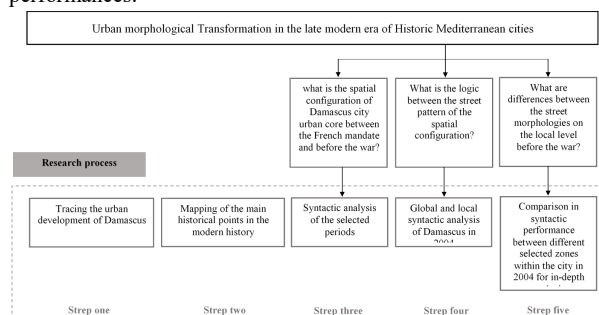 performances.
Urban morphological Transformation in the late modern era of Historic Mediterranean cities
what is the spatial
configuration of
Damascus city
urban core between
the French mandate
and before the war?
What is the logic
between the street
pattern of the
spatial
configuration?
What are
differences between
the street
morphologies on
the local level
before the war?
Research process
Tracing the urban
development of Damascus
Mapping of the main
historical points in the
modern history
Syntactic analysis
of the selected
periods
Global and local
syntactic analysis
of Damascus in
2004
Comparison in
syntactic
performance
between different
selected zones
within the city in
2004 for in-depth
Strep one
Strep two
Strep three
Strep four
Strep five